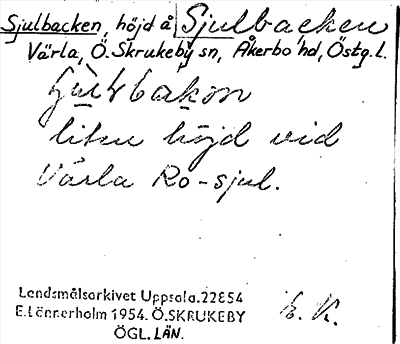 Sjulbacken, höjd å Sjulbacken
Värla, Ö. Skrukeby sn, Åkerbo hd, Östg. l.
liten höjd vid
Värla Ro-sjul.
Landsmålsarkivet Uppsala. 22854
E. Lönnerholm 1954. Ö. SKRUKEBY
ÖGL. LÄN.
E. K.